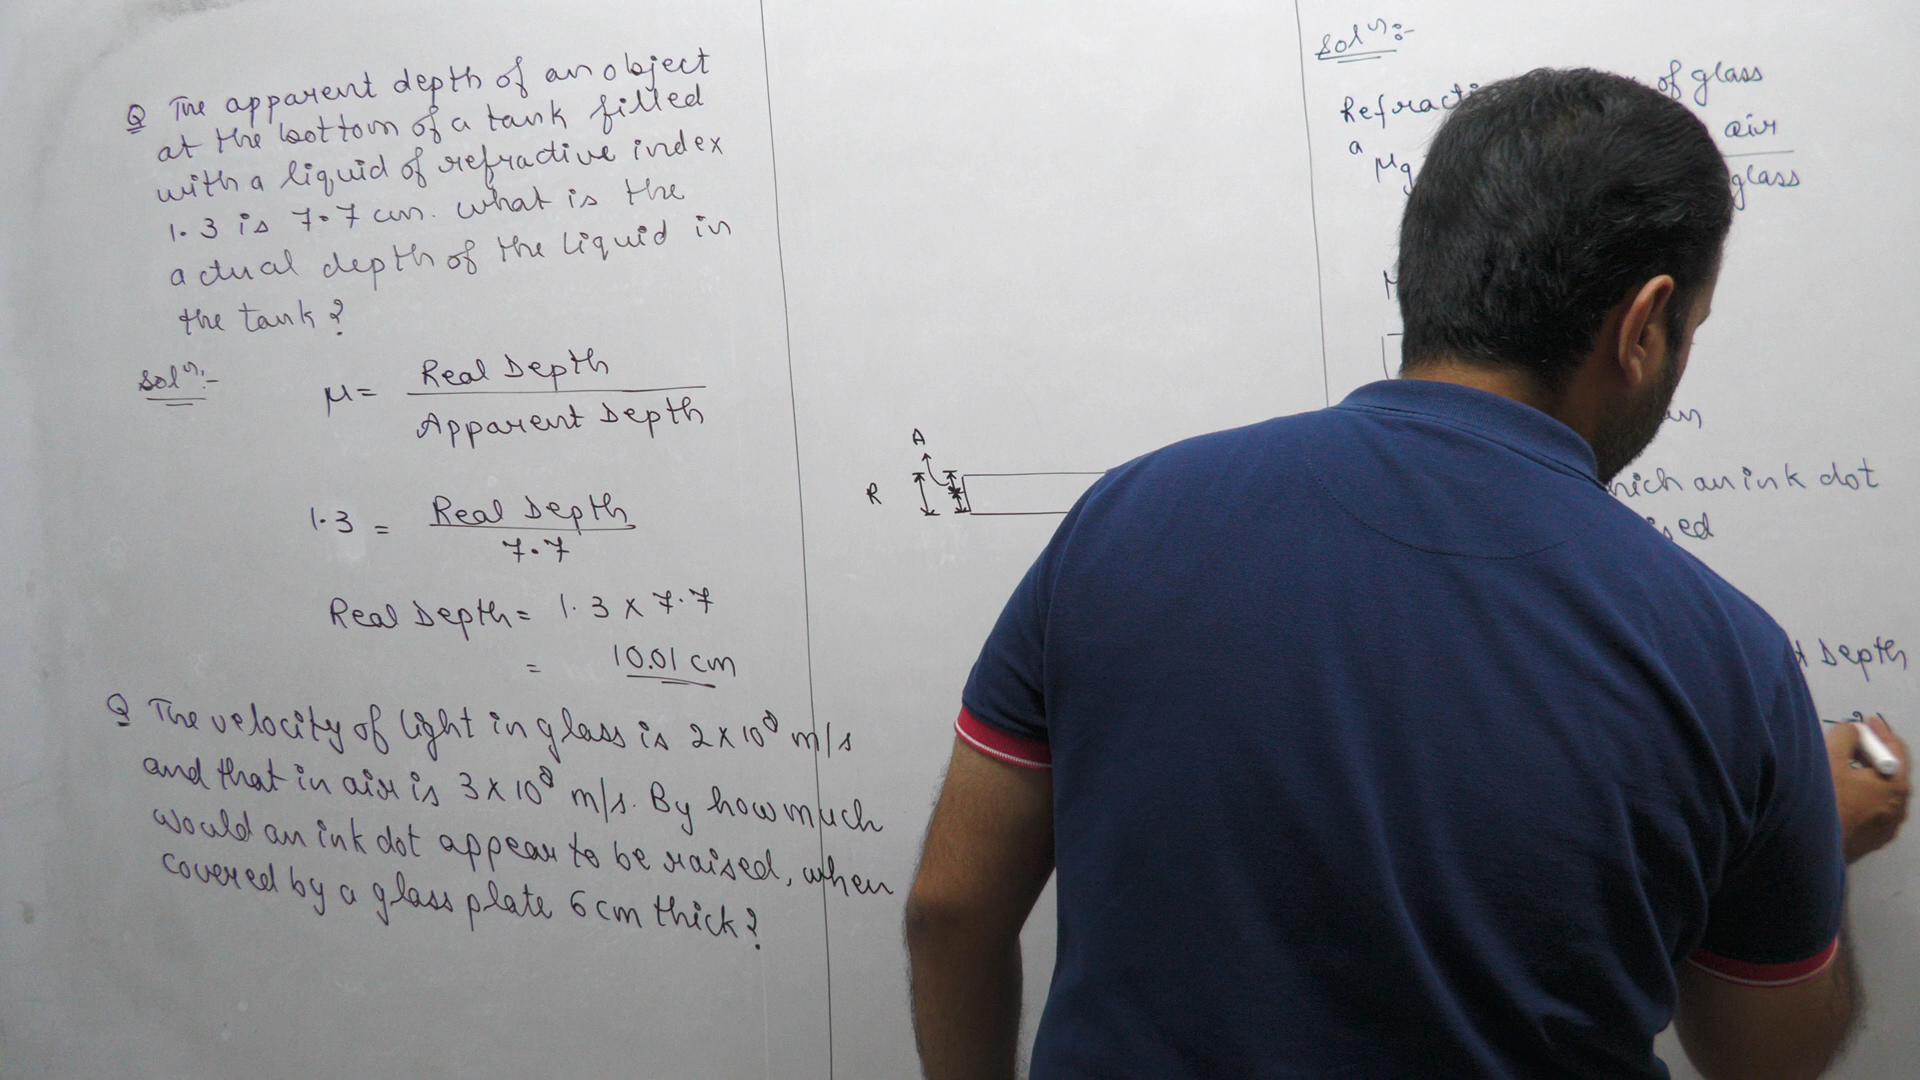 Q The apparent depth of an object
at the bottom of a tank filled
with a liquid of refractive index
1.3 is 7.7 cm. What is the
actual depth of the liquid in
the tank?
Solⁿ:-
μ = Real Depth
Apparent Depth
1.3 = Real Depth
7.7
Real Depth = 1.3 x 7.7
= 10.01 cm
Q The velocity of light in glass is 2 x 10⁸ m/s
and that in air is 3 x 10⁸ m/s. By how much
would an ink dot appear to be raised, when
covered by a glass plate 6 cm thick?
A
R
Solⁿ:-
of glass
air
a μg
glass
an ink dot
Depth